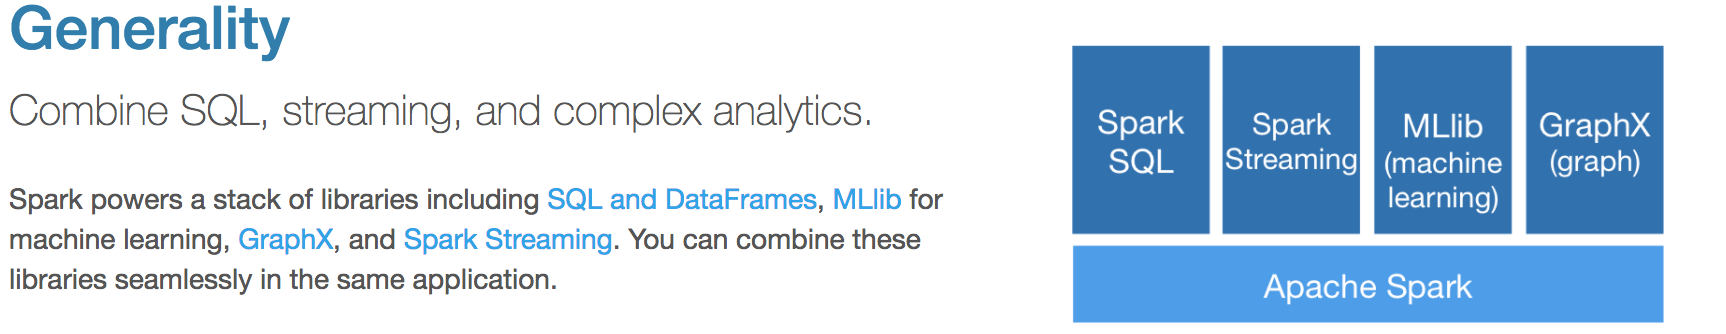 Generality
Combine SQL, streaming, and complex analytics.
Spark powers a stack of libraries including SQL and DataFrames, MLlib for
machine learning, GraphX, and Spark Streaming. You can combine these
libraries seamlessly in the same application.
Spark
SQL
Spark
Streaming
MLlib
(machine
learning)
GraphX
(graph)
Apache Spark